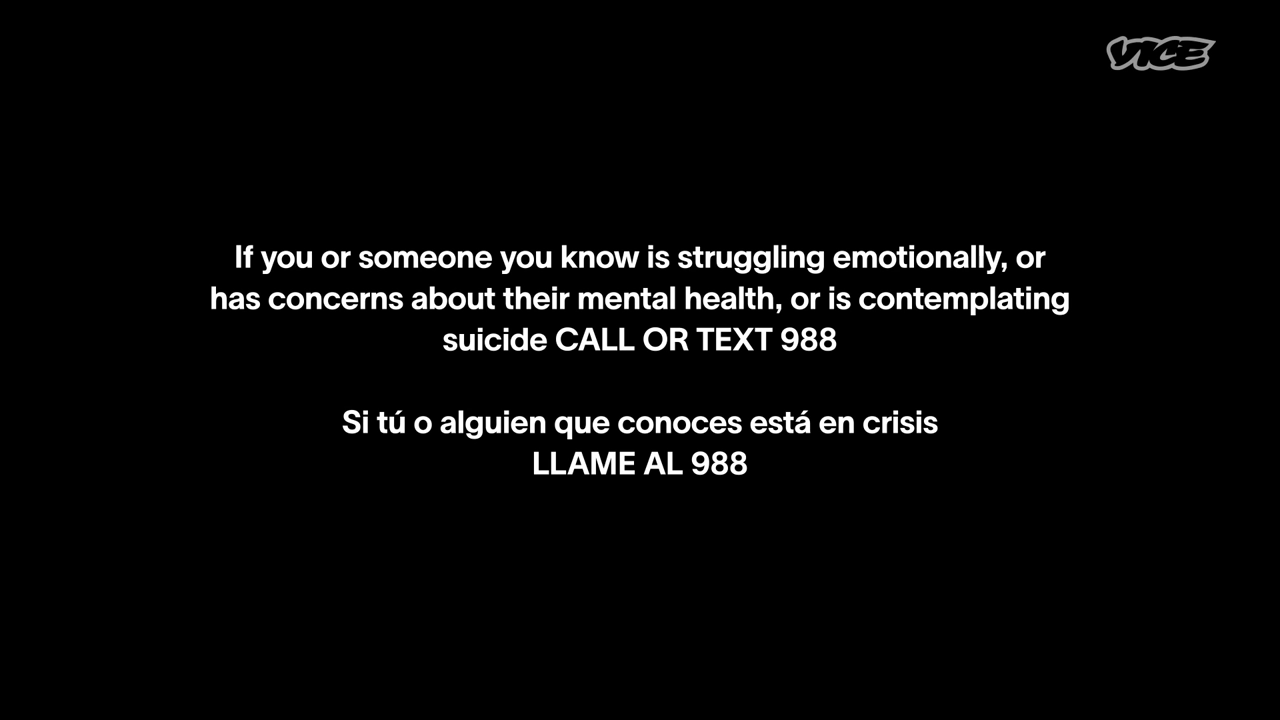 VICE
If you or someone you know is struggling emotionally, or
has concerns about their mental health, or is contemplating
suicide CALL OR TEXT 988
Si tú o alguien que conoces está en crisis
LLAME AL 988